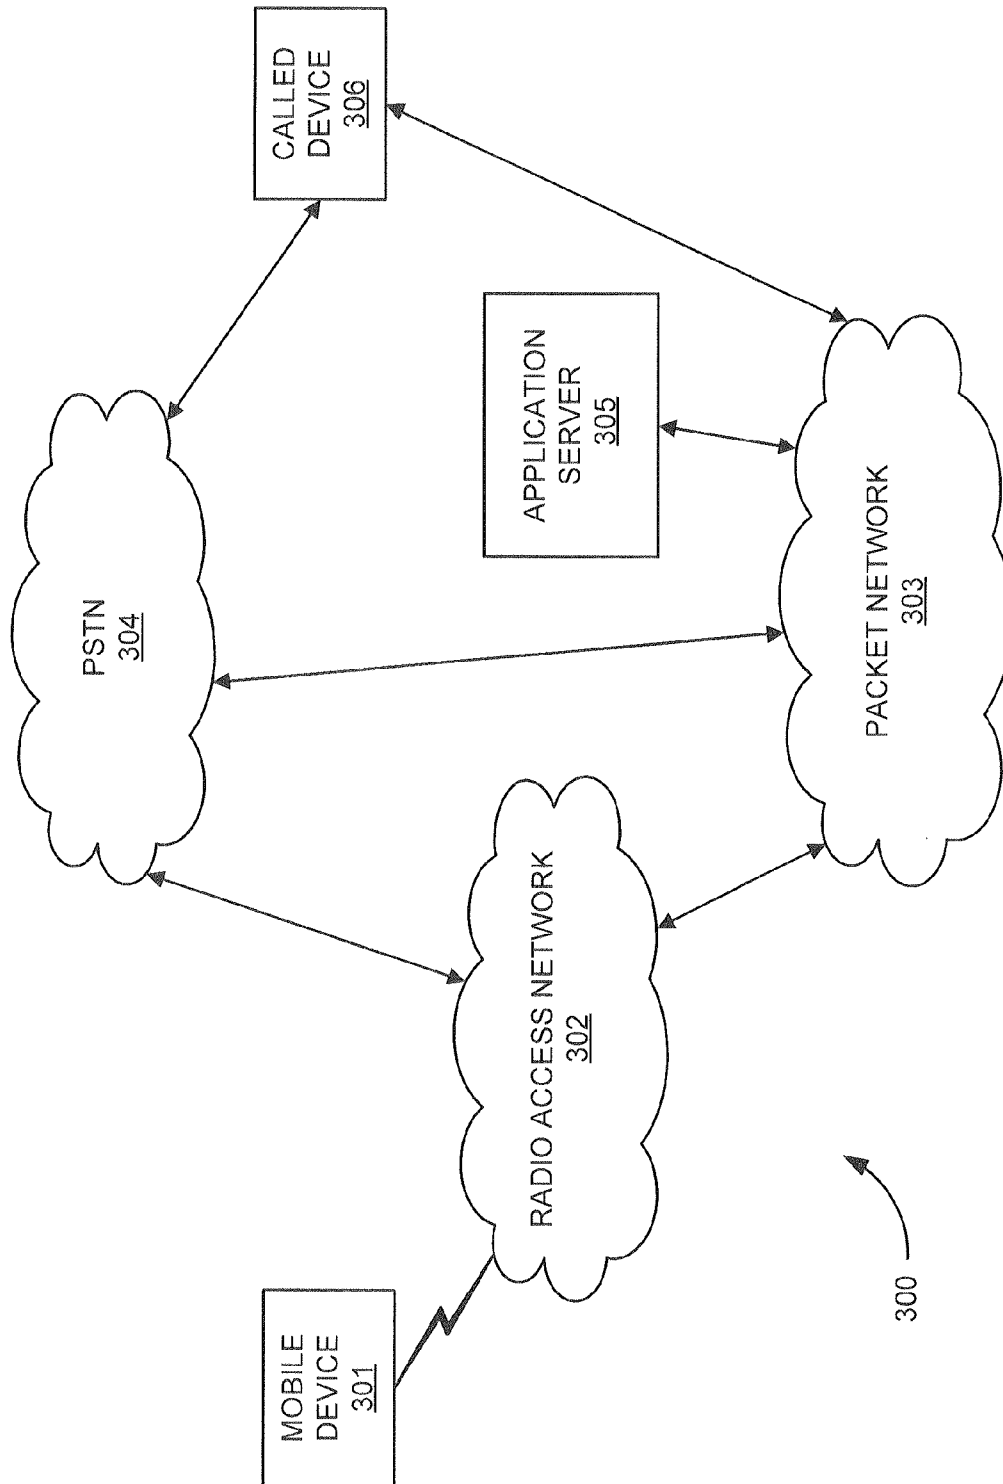 MOBILE
DEVICE
301
RADIO ACCESS NETWORK
302
PSTN
304
PACKET NETWORK
303
APPLICATION
SERVER
305
CALLED
DEVICE
306
300